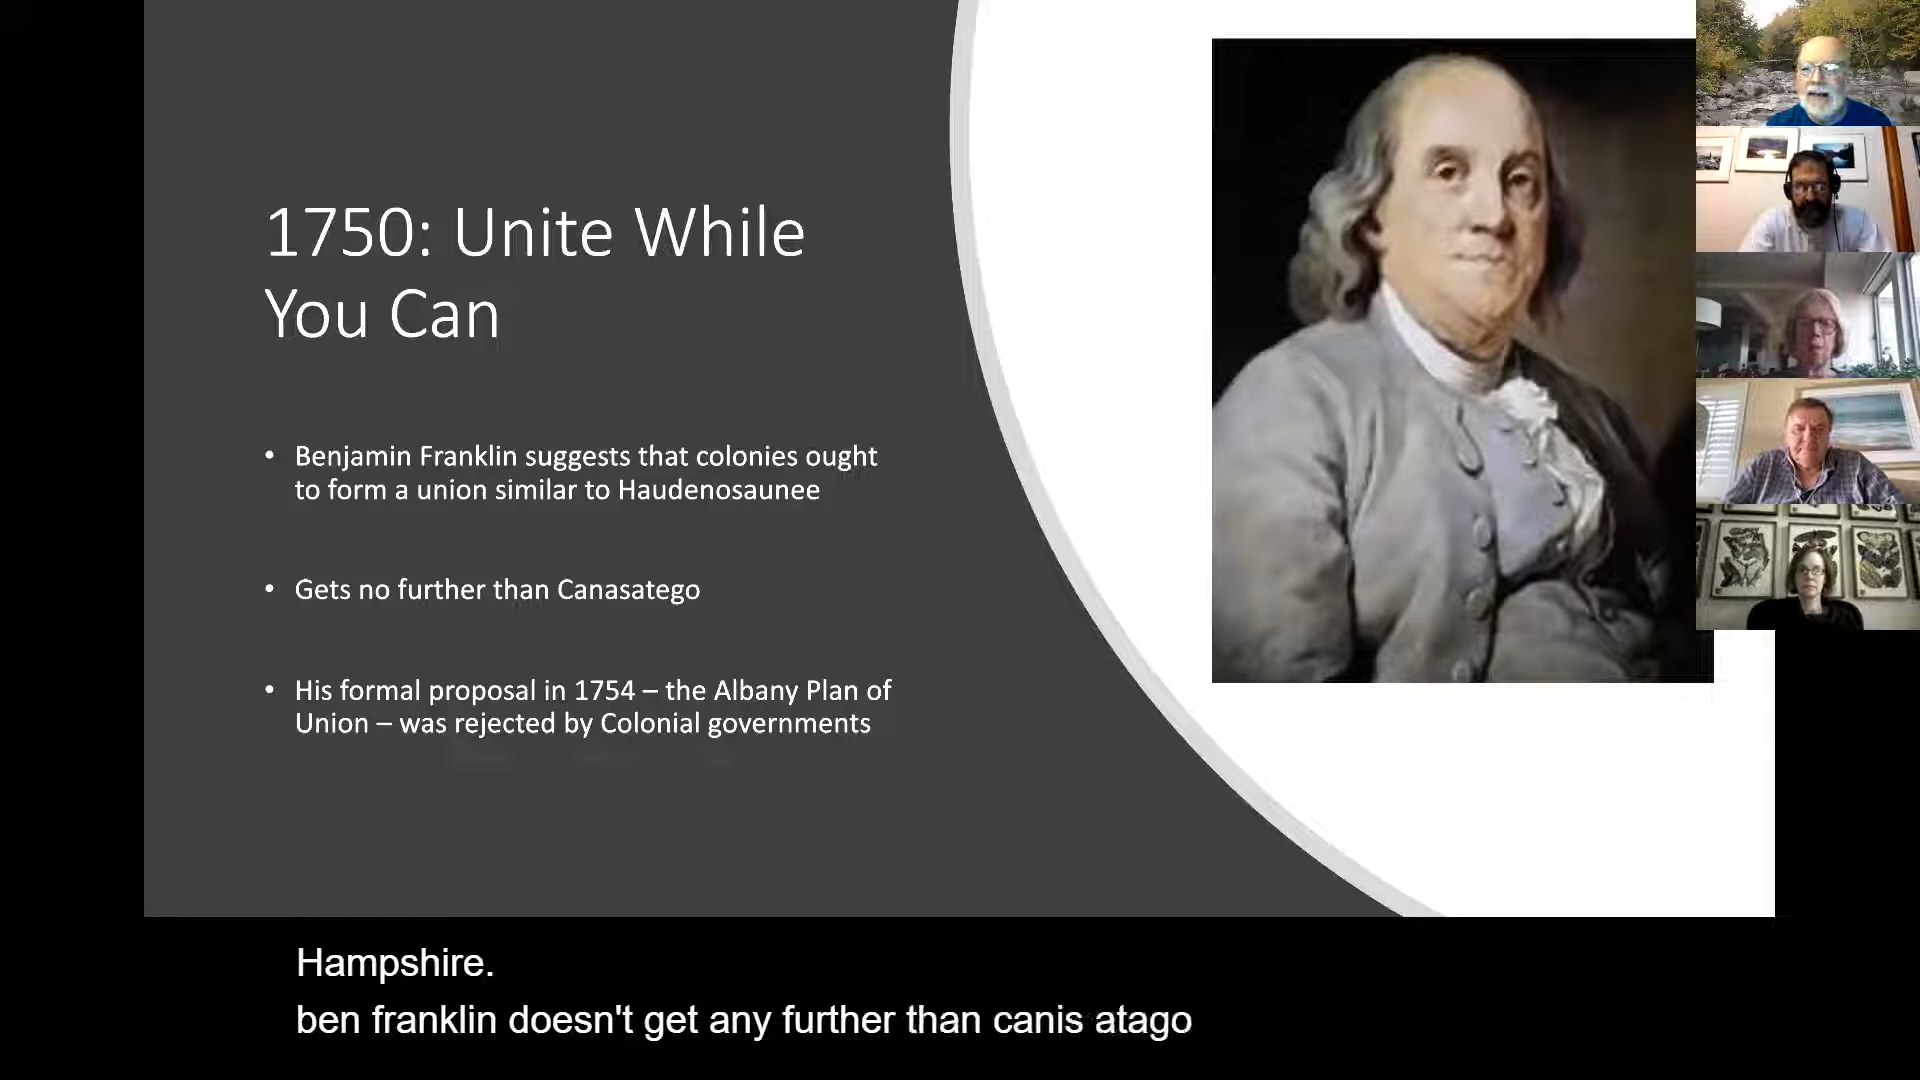 1750: Unite While
You Can
• Benjamin Franklin suggests that colonies ought
to form a union similar to Haudenosaunee
• Gets no further than Canasatego
• His formal proposal in 1754 – the Albany Plan of
Union – was rejected by Colonial governments
Hampshire.
ben franklin doesn't get any further than canis atago